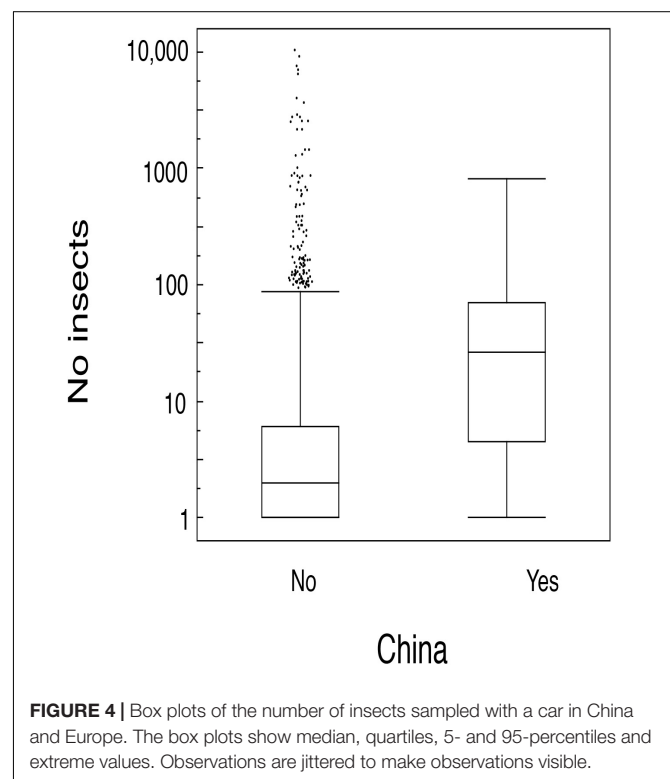 10,000
1000
100
10
1
No insects
No
Yes
China
FIGURE 4 | Box plots of the number of insects sampled with a car in China
and Europe. The box plots show median, quartiles, 5- and 95-percentiles and
extreme values. Observations are jittered to make observations visible.